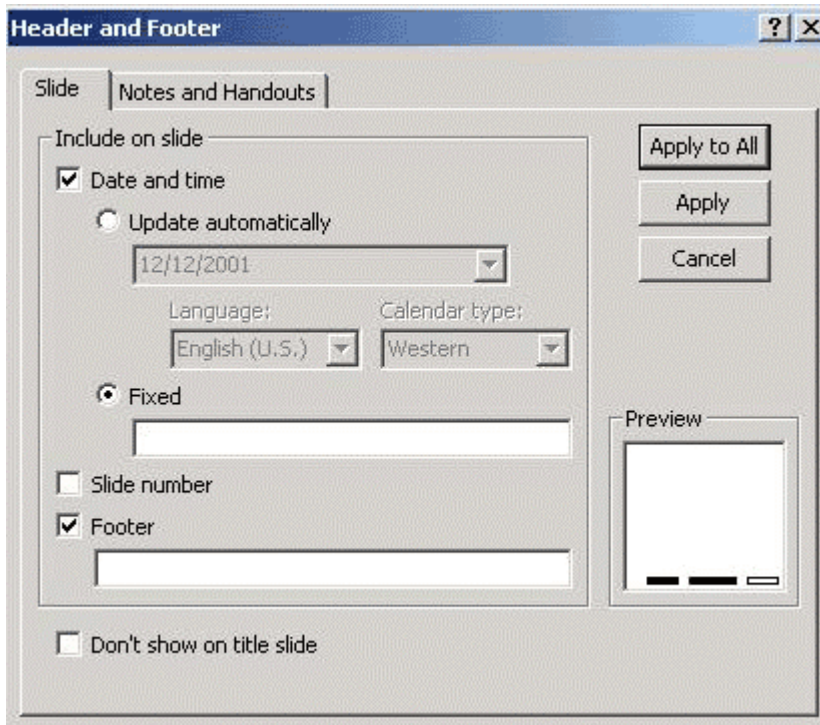 Header and Footer
Slide
Notes and Handouts
Include on slide
Date and time
Update automatically
12/12/2001
Language:
Calendar type:
English (U.S.)
Western
Fixed
Slide number
Footer
Don't show on title slide
Apply to All
Apply
Cancel
Preview